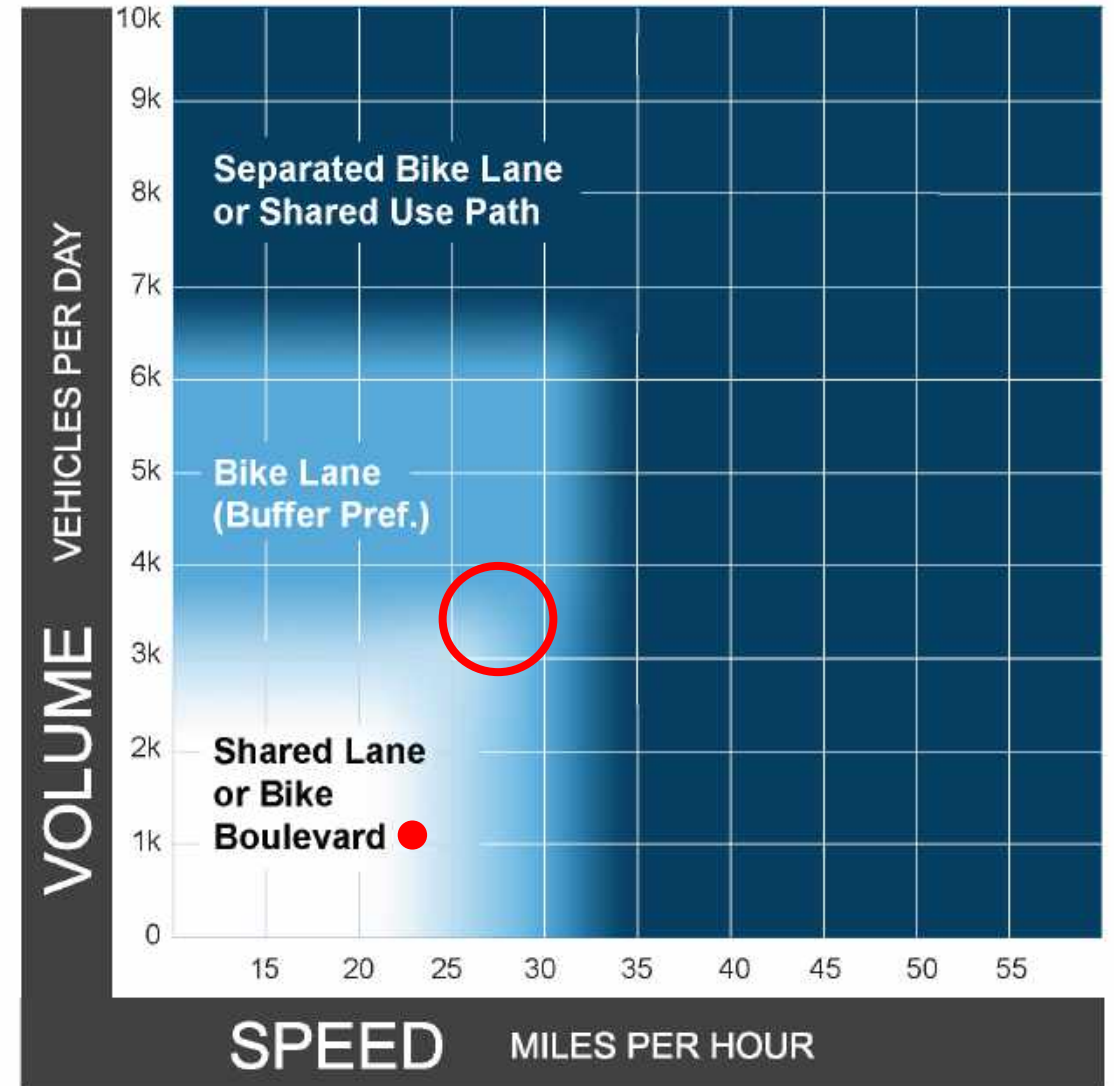 10k
9k
8k
7k
6k
5k
4k
3k
2k
1k
0
VOLUME VEHICLES PER DAY
Separated Bike Lane
or Shared Use Path
Bike Lane
(Buffer Pref.)
Shared Lane
or Bike
Boulevard
15 20 25 30 35 40 45 50 55
SPEED MILES PER HOUR